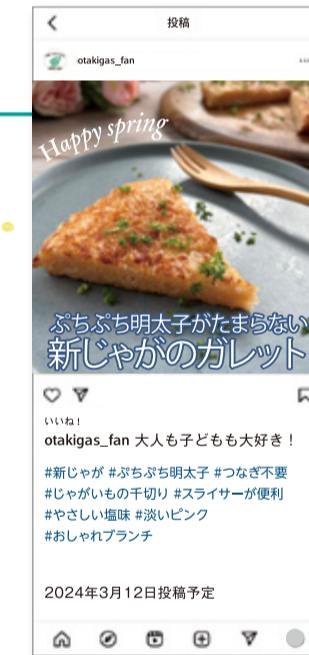 投稿
otakigas_fan
Happy spring
ぷちぷち明太子がたまらない
新じゃがのガレット
いいね！
otakigas_fan 大人も子どもも大好き！
#新じゃが #ぷちぷち明太子 #つなぎ不要
#じゃがいもの千切り #スライサーが便利
#やさしい塩味 #淡いピンク
#おしゃれブランチ
2024年3月12日投稿予定